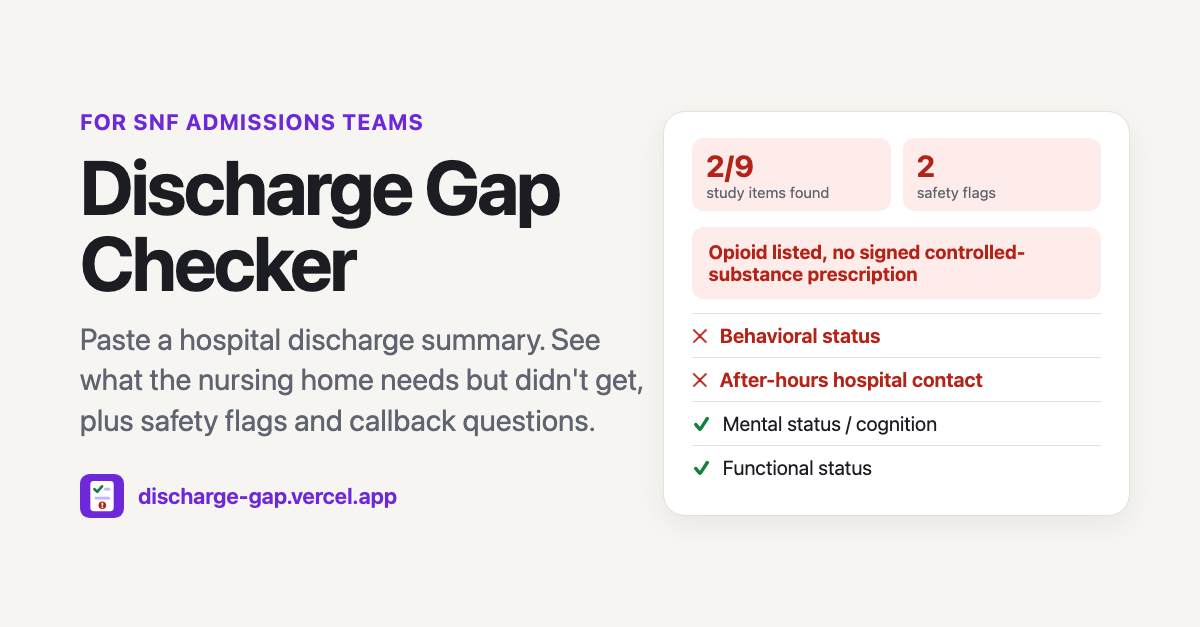 FOR SNF ADMISSIONS TEAMS
Discharge Gap
Checker
Paste a hospital discharge summary. See
what the nursing home needs but didn't get,
plus safety flags and callback questions.
discharge-gap.vercel.app
2/9
study items found
2
safety flags
Opioid listed, no signed controlled-
substance prescription
Behavioral status
After-hours hospital contact
Mental status / cognition
Functional status